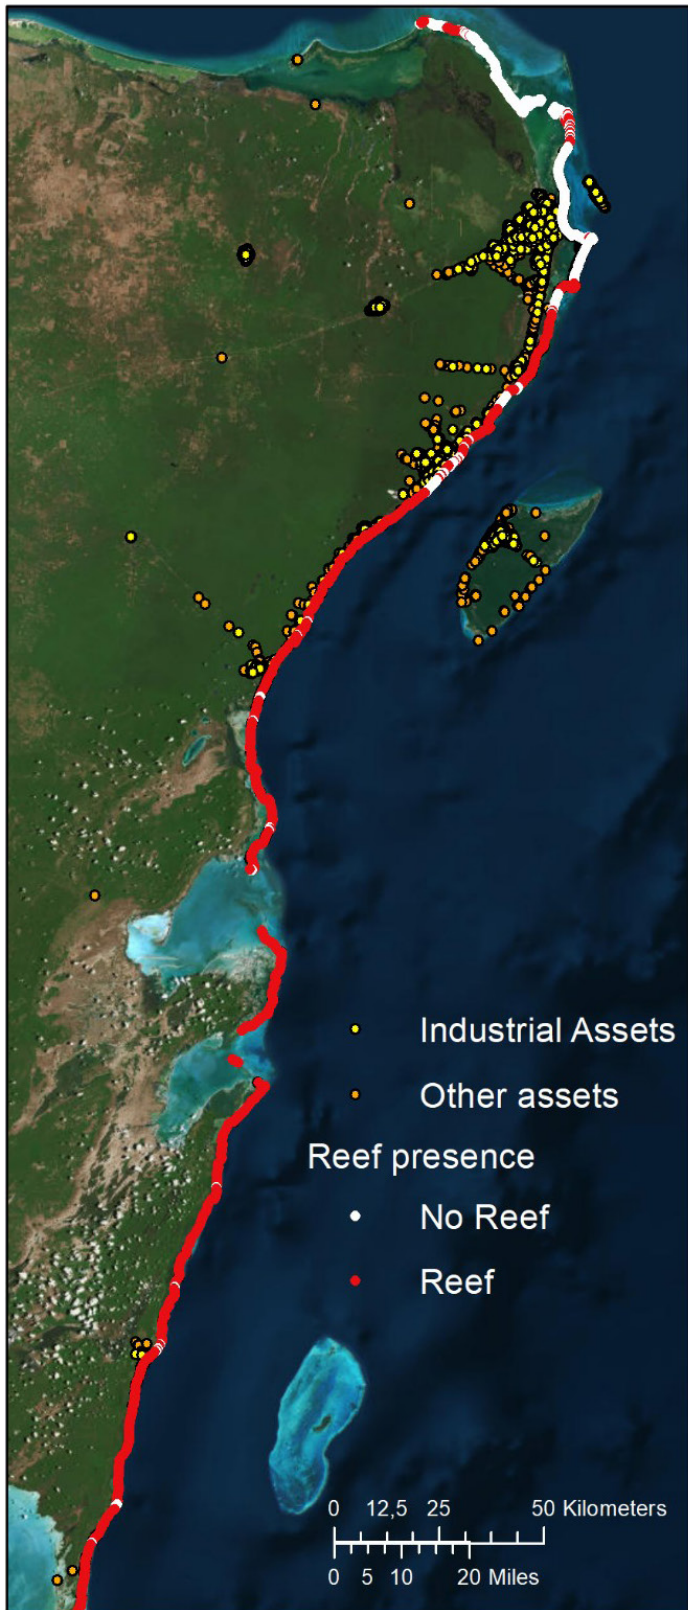 Industrial Assets
Other assets
Reef presence
No Reef
Reef
0 12,5 25 50 Kilometers
0 5 10 20 Miles